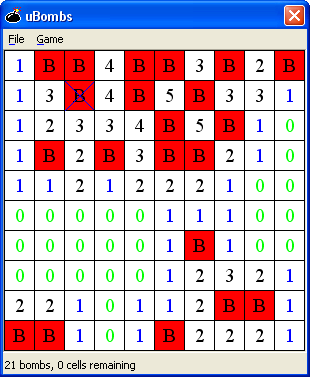 uBombs
File Game
1 B B 4 B B 3 B 2 B
1 3 B 4 B 5 B 3 3 1
1 2 3 3 4 B 5 B 1 0
1 B 2 B 3 B B 2 1 0
1 1 2 1 2 2 2 1 0 0
0 0 0 0 0 1 1 1 0 0
0 0 0 0 0 1 B 1 0 0
0 0 0 0 0 1 2 3 2 1
2 2 1 0 1 1 2 B B 1
B B 1 0 1 B 2 2 2 1
21 bombs, 0 cells remaining